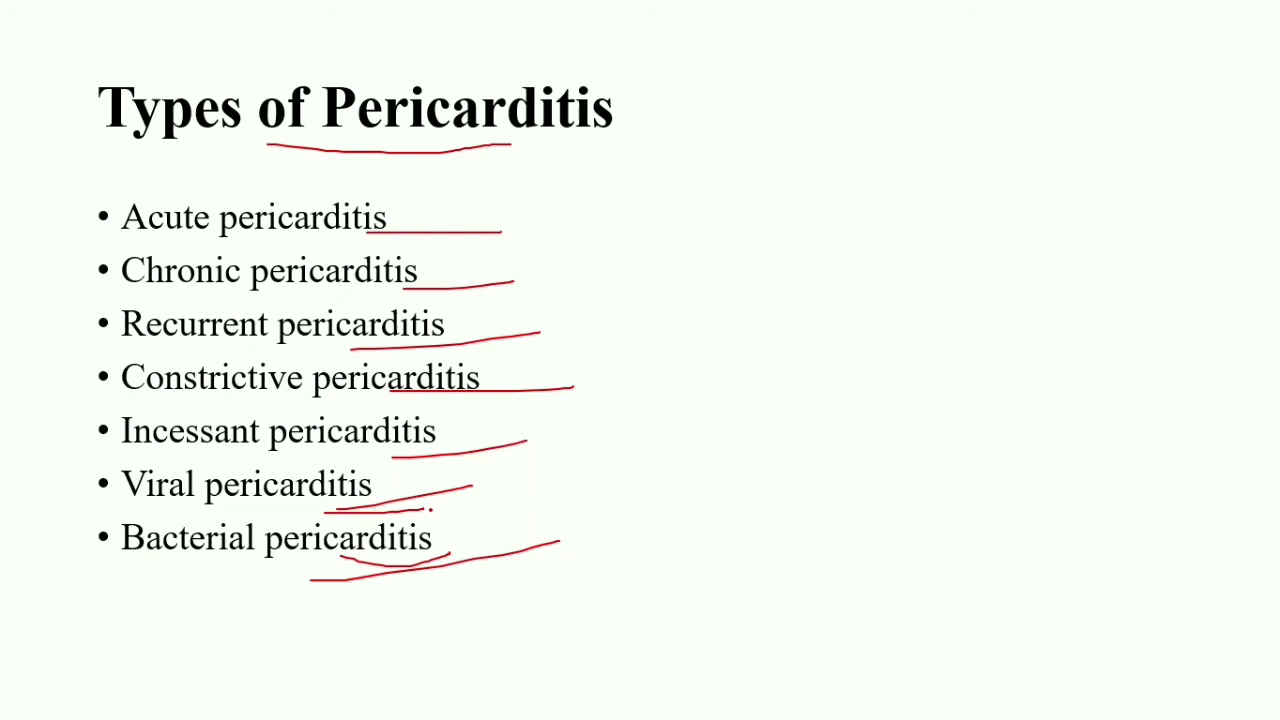 Types of Pericarditis
• Acute pericarditis
• Chronic pericarditis
• Recurrent pericarditis
• Constrictive pericarditis
• Incessant pericarditis
• Viral pericarditis
• Bacterial pericarditis